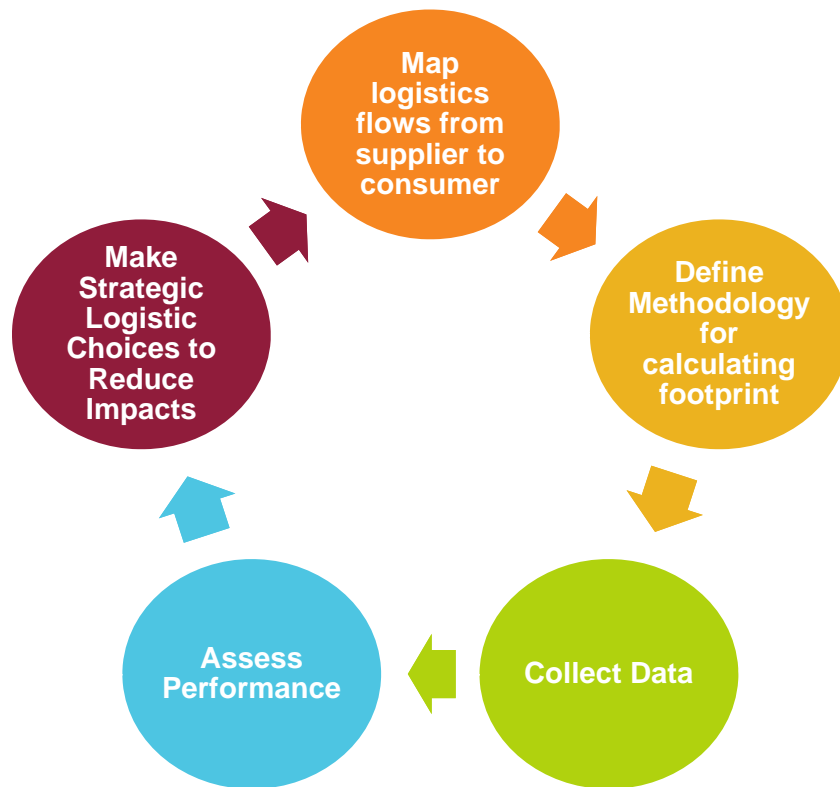 Map
logistics
flows from
supplier to
consumer
Define
Methodology
for
calculating
footprint
Collect Data
Assess
Performance
Make
Strategic
Logistic
Choices to
Reduce
Impacts